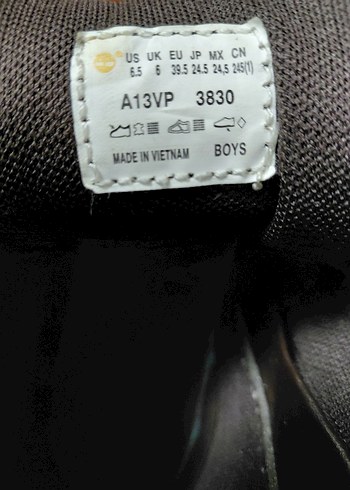 US UK EU JP MX CN
6.5 6 39.5 24.5 24,5 245(1)
A13VP 3830
MADE IN VIETNAM BOYS